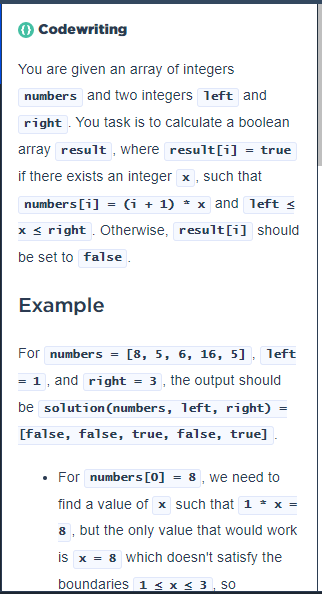 Codewriting
You are given an array of integers
numbers and two integers left and
right . You task is to calculate a boolean
array result , where result[i] = true
if there exists an integer x , such that
numbers[i] = (i + 1) * x and left ≤
x ≤ right . Otherwise, result[i] should
be set to false .
Example
For numbers = [8, 5, 6, 16, 5] , left
= 1 , and right = 3 , the output should
be solution(numbers, left, right) =
[false, false, true, false, true] .
• For numbers[0] = 8 , we need to
find a value of x such that 1 * x =
8 , but the only value that would work
is x = 8 which doesn't satisfy the
boundaries 1 ≤ x ≤ 3 , so